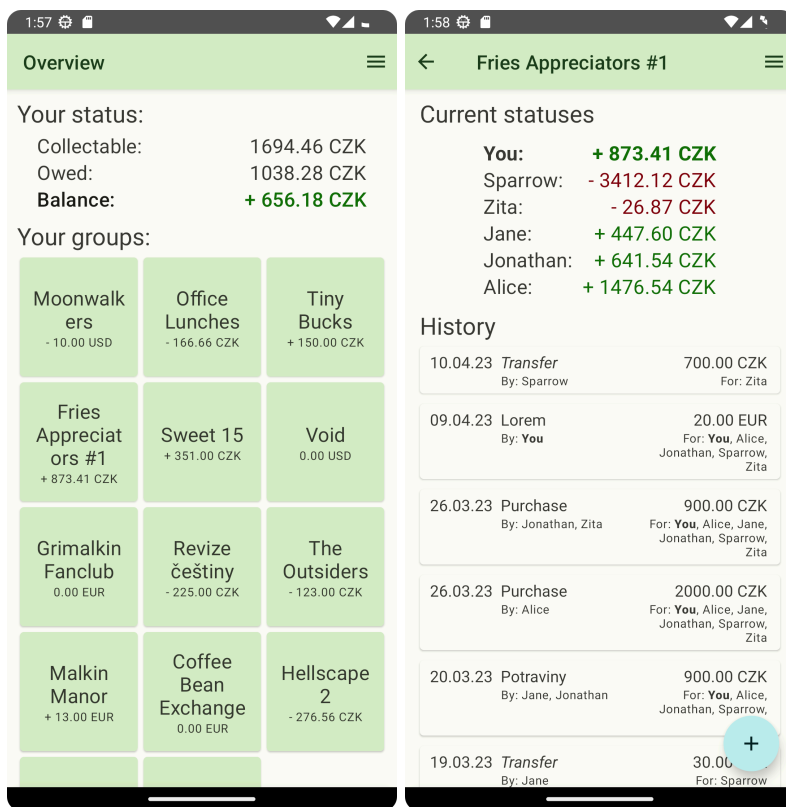 1:57
Overview
Your status:
Collectable: 1694.46 CZK
Owed: 1038.28 CZK
Balance: + 656.18 CZK
Your groups:
Moonwalk
ers
- 10.00 USD
Office
Lunches
- 166.66 CZK
Tiny
Bucks
+ 150.00 CZK
Fries
Appreciat
ors #1
+ 873.41 CZK
Sweet 15
+ 351.00 CZK
Void
0.00 USD
Grimalkin
Fanclub
0.00 EUR
Revize
češtiny
- 225.00 CZK
The
Outsiders
- 123.00 CZK
Malkin
Manor
+ 13.00 EUR
Coffee
Bean
Exchange
0.00 EUR
Hellscape
2
- 276.56 CZK
1:58
Fries Appreciators #1
Current statuses
You: + 873.41 CZK
Sparrow: - 3412.12 CZK
Zita: - 26.87 CZK
Jane: + 447.60 CZK
Jonathan: + 641.54 CZK
Alice: + 1476.54 CZK
History
10.04.23 Transfer 700.00 CZK
By: Sparrow For: Zita
09.04.23 Lorem 20.00 EUR
By: You For: You, Alice,
Jonathan, Sparrow,
Zita
26.03.23 Purchase 900.00 CZK
By: Jonathan, Zita For: You, Alice, Jane,
Jonathan, Sparrow,
Zita
26.03.23 Purchase 2000.00 CZK
By: Alice For: You, Alice, Jane,
Jonathan, Sparrow,
Zita
20.03.23 Potraviny 900.00 CZK
By: Jane, Jonathan For: You, Alice,
Jonathan, Sparrow,
+
19.03.23 Transfer 30.00
By: Jane For: Sparrow